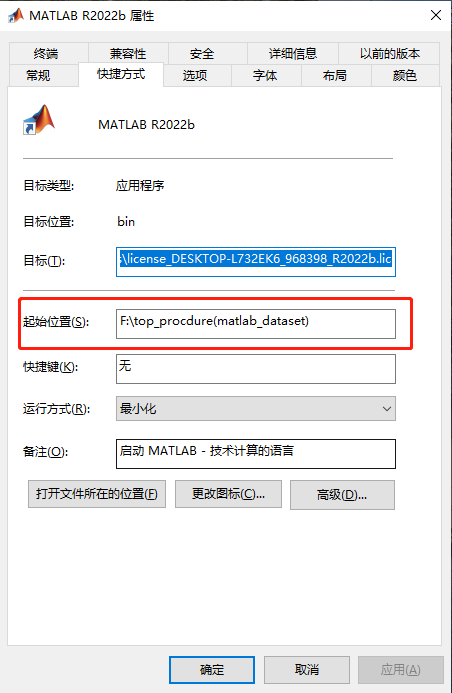 MATLAB R2022b 属性
终端 兼容性 安全 详细信息 以前的版本
常规 快捷方式 选项 字体 布局 颜色
MATLAB R2022b
目标类型: 应用程序
目标位置: bin
目标(T): :\license_DESKTOP-L732EK6_968398_R2022b.lic
起始位置(S): F:\top_procdure(matlab_dataset)
快捷键(K): 无
运行方式(R): 最小化
备注(O): 启动 MATLAB - 技术计算的语言
打开文件所在的位置(F) 更改图标(C)... 高级(D)...
确定 取消 应用(A)